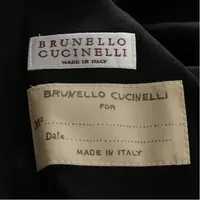 BRUNELLO
CUCINELLI
MADE IN ITALY
BRUNELLO CUCINELLI
FOR
Date
MADE IN ITALY